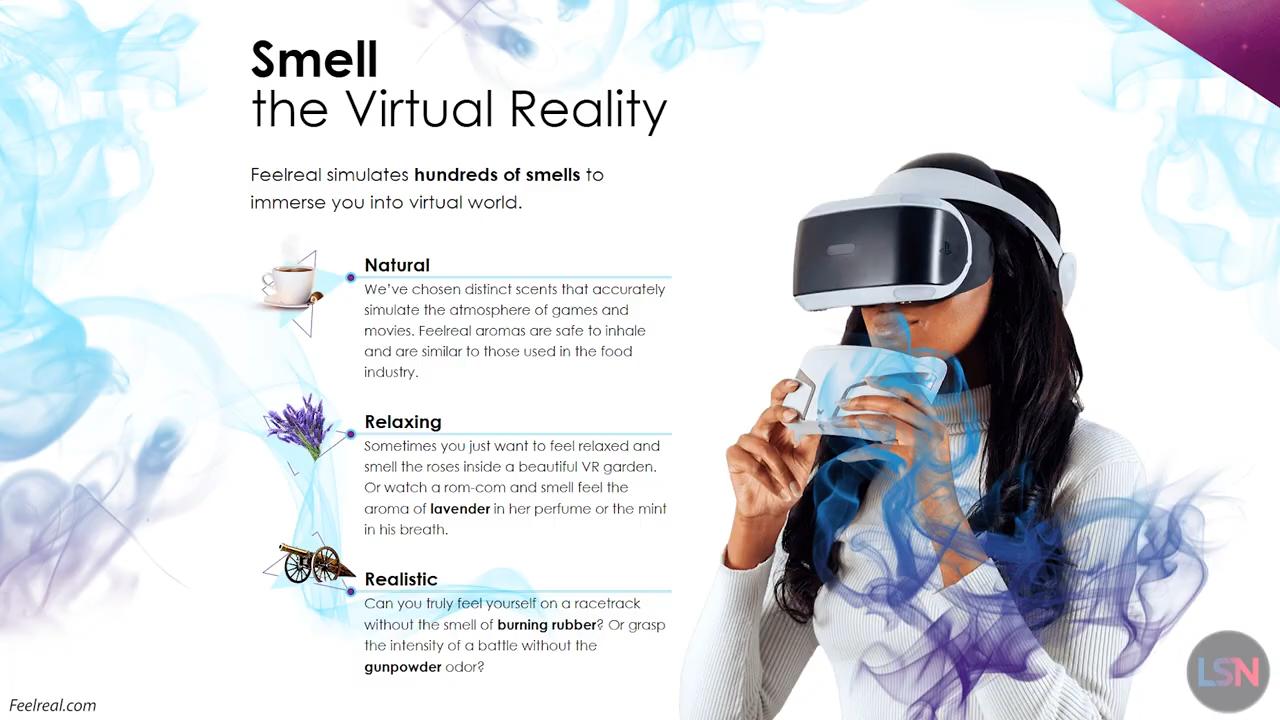 Smell
the Virtual Reality
Feelreal simulates hundreds of smells to
immerse you into virtual world.
Natural
We've chosen distinct scents that accurately
simulate the atmosphere of games and
movies. Feelreal aromas are safe to inhale
and are similar to those used in the food
industry.
Relaxing
Sometimes you just want to feel relaxed and
smell the roses inside a beautiful VR garden.
Or watch a rom-com and smell feel the
aroma of lavender in her perfume or the mint
in his breath.
Realistic
Can you truly feel yourself on a racetrack
without the smell of burning rubber? Or grasp
the intensity of a battle without the
gunpowder odor?
Feelreal.com
LSN